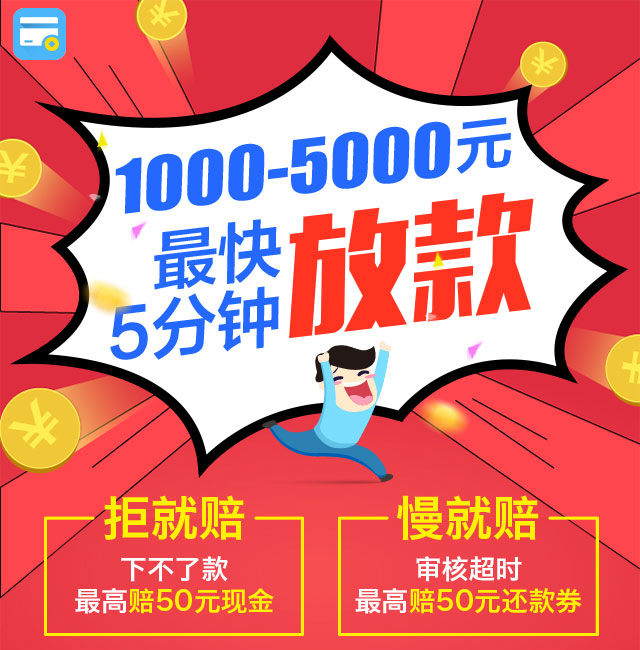 1000-5000元
最快
5分钟
放款
拒就赔
下不了款
最高赔50元现金
慢就赔
审核超时
最高赔50元还款券